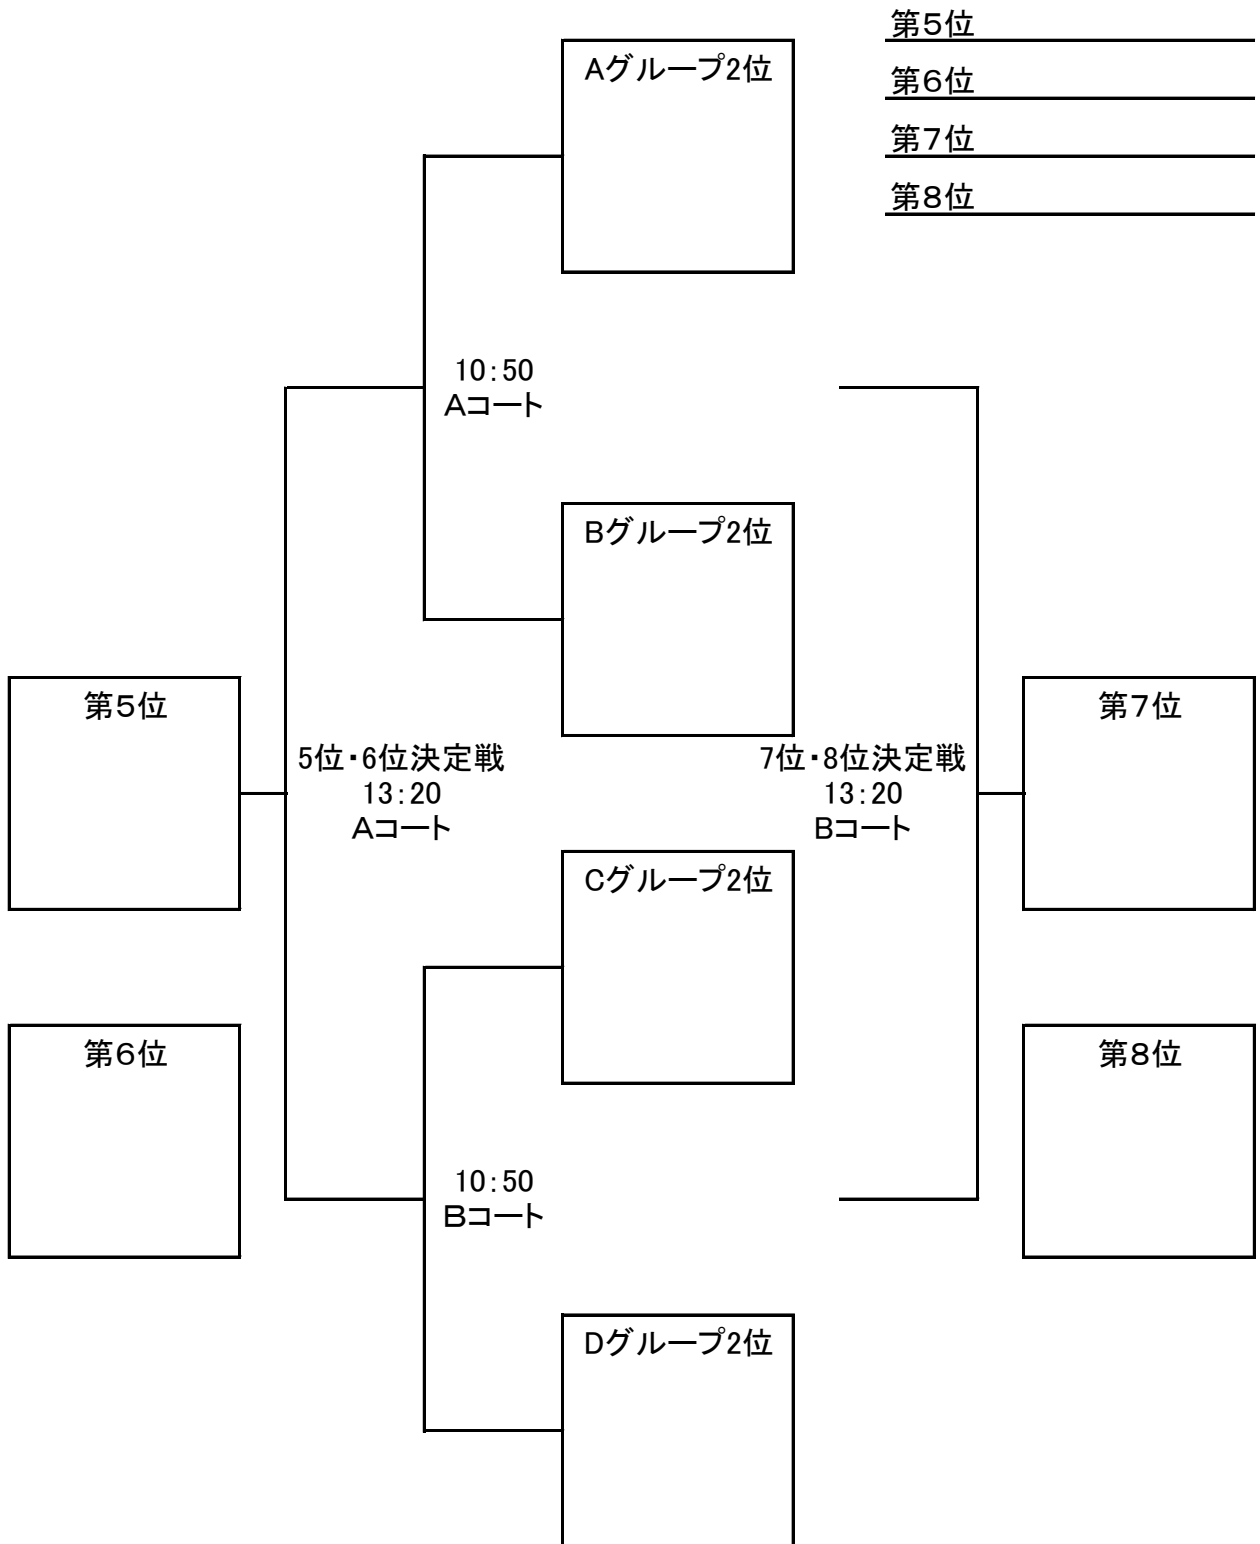 第５位
第６位
第７位
第８位
Aグループ2位
10:50
Aコート
Bグループ2位
第５位
5位・6位決定戦
13:20
Aコート
7位・8位決定戦
13:20
Bコート
第７位
Cグループ2位
第６位
第８位
10:50
Bコート
Dグループ2位